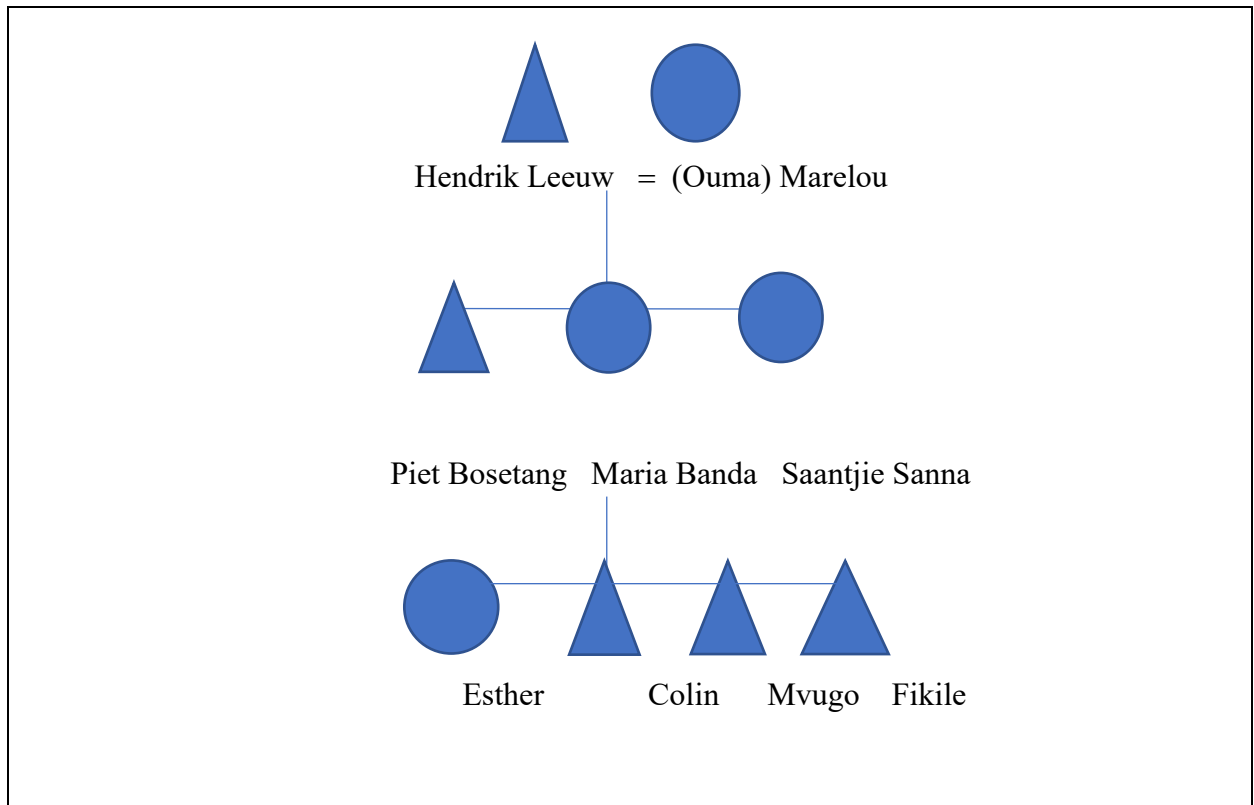 Hendrik Leeuw = (Ouma) Marelou
Piet Bosetang Maria Banda Saantjie Sanna
Esther Colin Mvugo Fikile